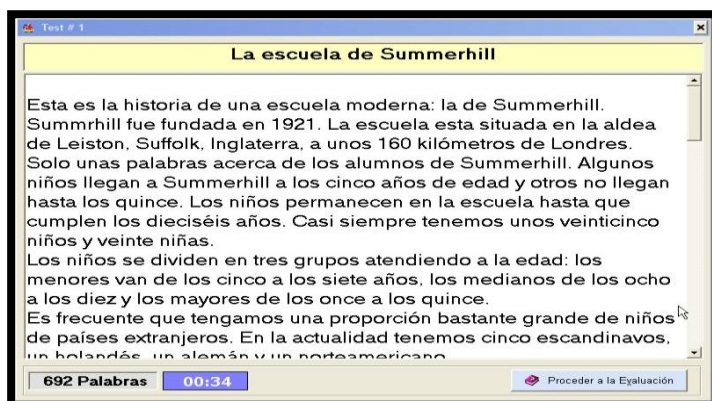 Test # 1
La escuela de Summerhill
Esta es la historia de una escuela moderna: la de Summerhill.
Summrhill fue fundada en 1921. La escuela esta situada en la aldea
de Leiston, Suffolk, Inglaterra, a unos 160 kilómetros de Londres.
Solo unas palabras acerca de los alumnos de Summerhill. Algunos
niños llegan a Summerhill a los cinco años de edad y otros no llegan
hasta los quince. Los niños permanecen en la escuela hasta que
cumplen los dieciséis años. Casi siempre tenemos unos veinticinco
niños y veinte niñas.
Los niños se dividen en tres grupos atendiendo a la edad: los
menores van de los cinco a los siete años, los medianos de los ocho
a los diez y los mayores de los once a los quince.
Es frecuente que tengamos una proporción bastante grande de niños
de países extranjeros. En la actualidad tenemos cinco escandinavos,
un holandés, un alemán y un norteamericano
692 Palabras
00:34
Proceder a la Evaluación